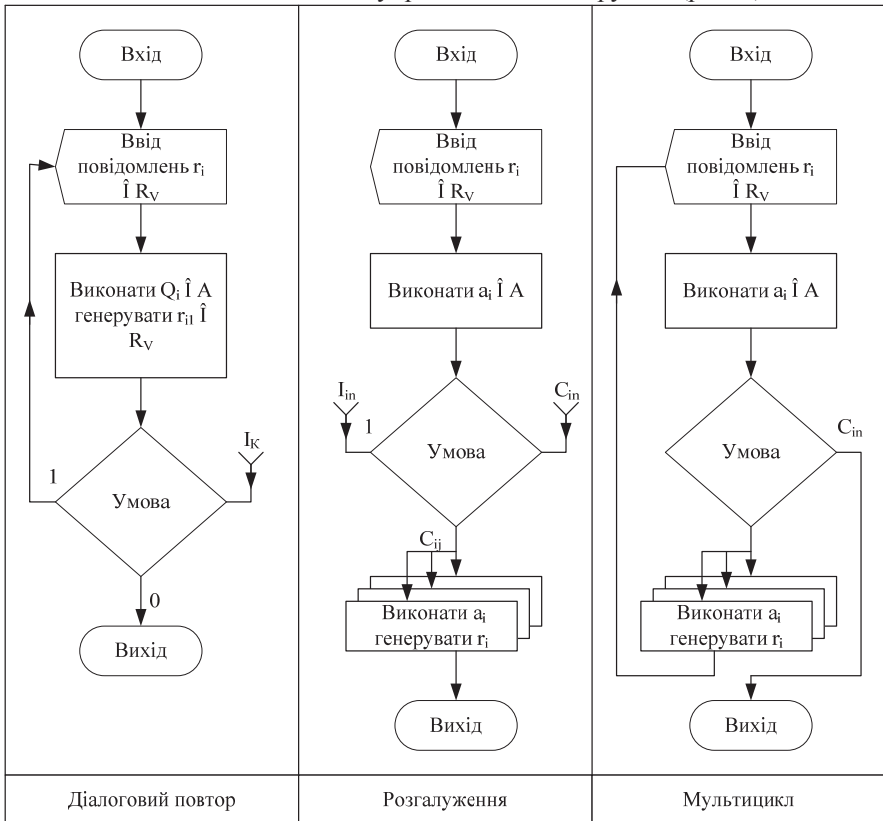 Вхід
Ввід
повідомлень ri
Î RV
Виконати Qi Î A
генерувати ri1 Î
RV
IK
1
Умова
0
Вихід
Діалоговий повтор
Вхід
Ввід
повідомлень ri
Î RV
Виконати ai Î A
Iin
Cin
1
Умова
Cij
Виконати ai
генерувати ri
Вихід
Розгалуження
Вхід
Ввід
повідомлень ri
Î RV
Виконати ai Î A
Cin
Умова
Виконати ai
генерувати ri
Вихід
Мультицикл